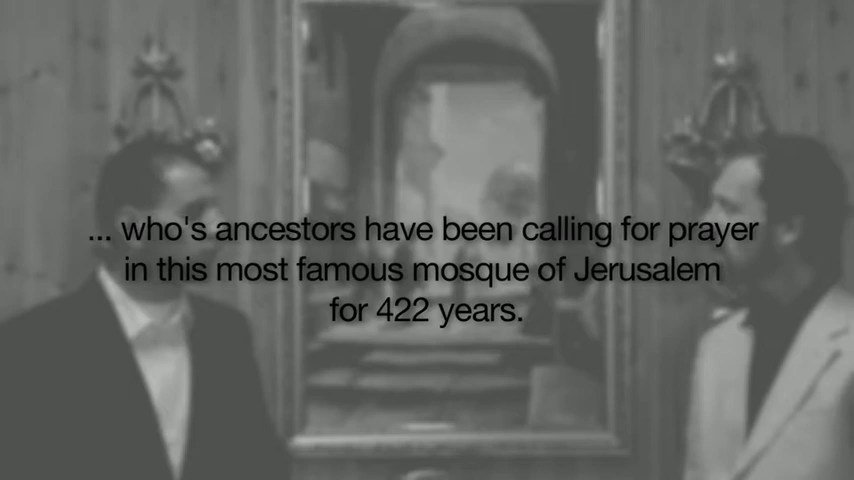 ... who's ancestors have been calling for prayer
in this most famous mosque of Jerusalem
for 422 years.